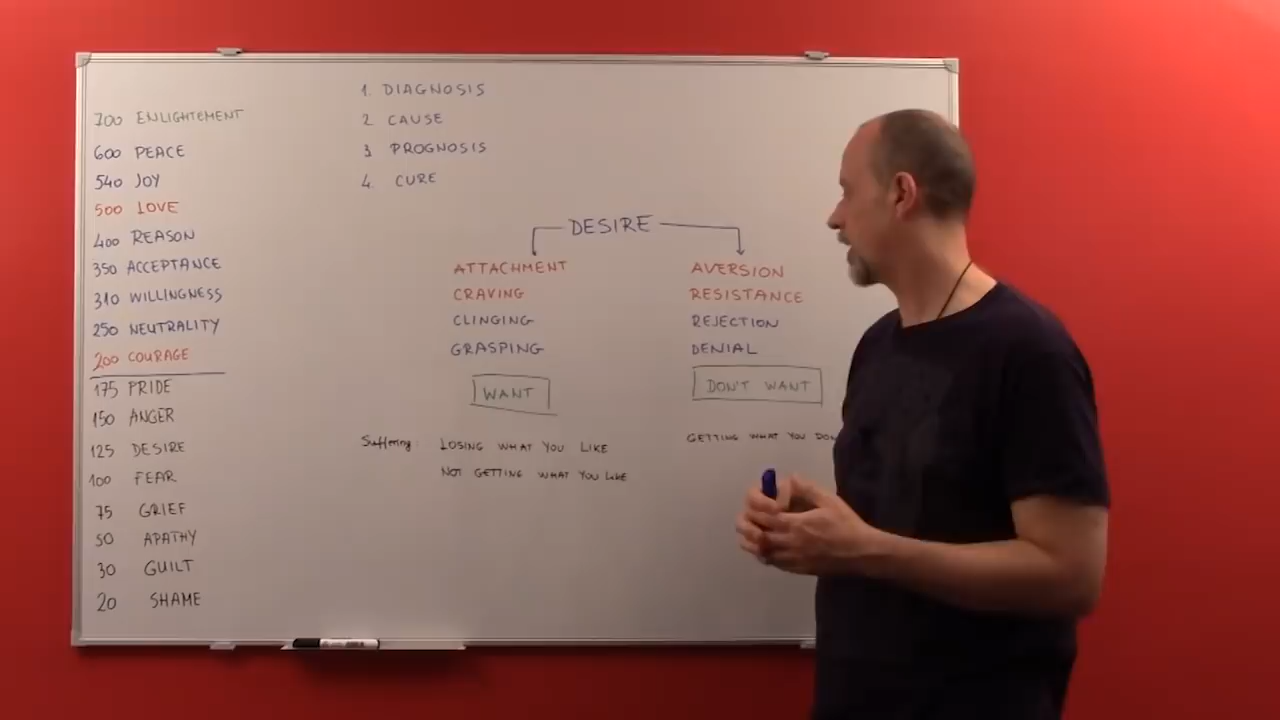 700 ENLIGHTEMENT
600 PEACE
540 JOY
500 LOVE
400 REASON
350 ACCEPTANCE
310 WILLINGNESS
250 NEUTRALITY
200 COURAGE
175 PRIDE
150 ANGER
125 DESIRE
100 FEAR
75 GRIEF
50 APATHY
30 GUILT
20 SHAME
1. DIAGNOSIS
2 CAUSE
3 PROGNOSIS
4. CURE
DESIRE
ATTACHMENT
CRAVING
CLINGING
GRASPING
WANT
AVERSION
RESISTANCE
REJECTION
DENIAL
DON'T WANT
Suffering: LOSING WHAT YOU LIKE
NOT GETTING WHAT YOU LIKE
GETTING WHAT YOU DON